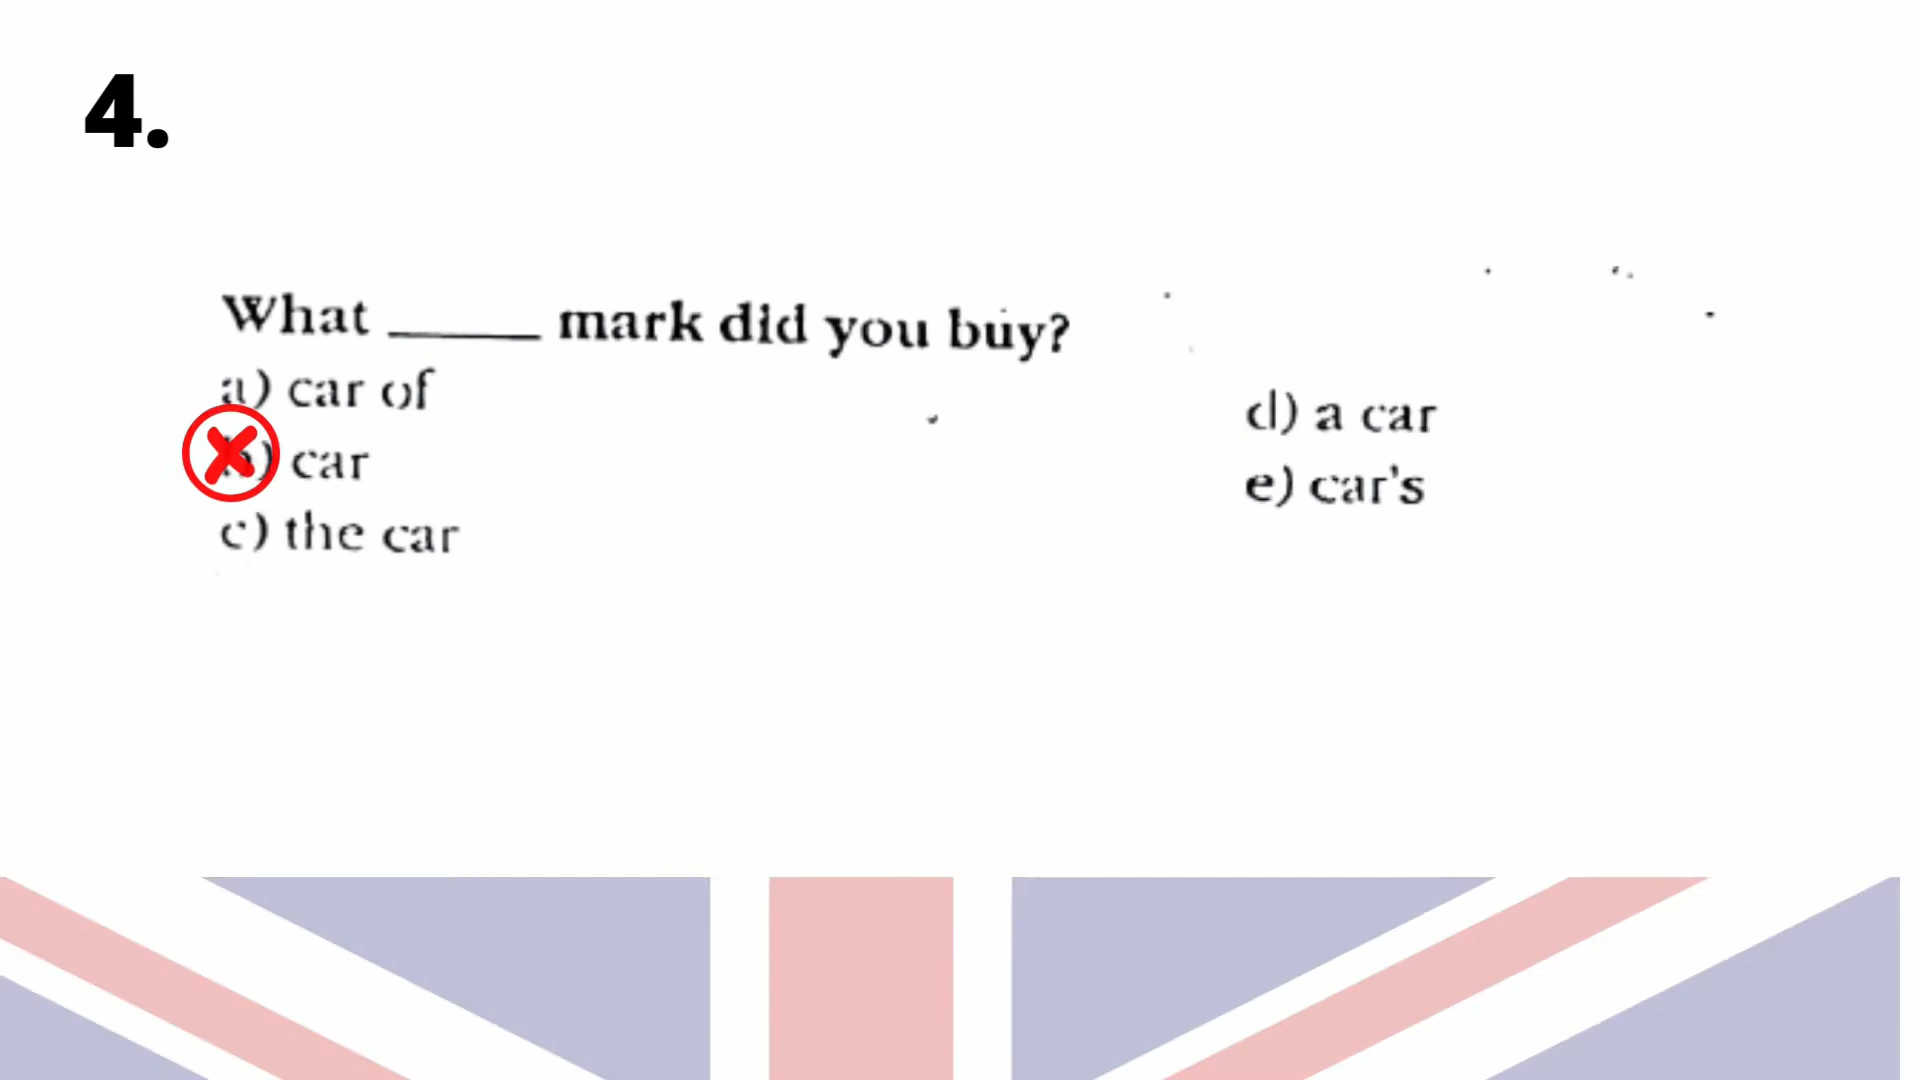 4.
What _____ mark did you buy?
a) car of
b) car
c) the car
d) a car
e) car's